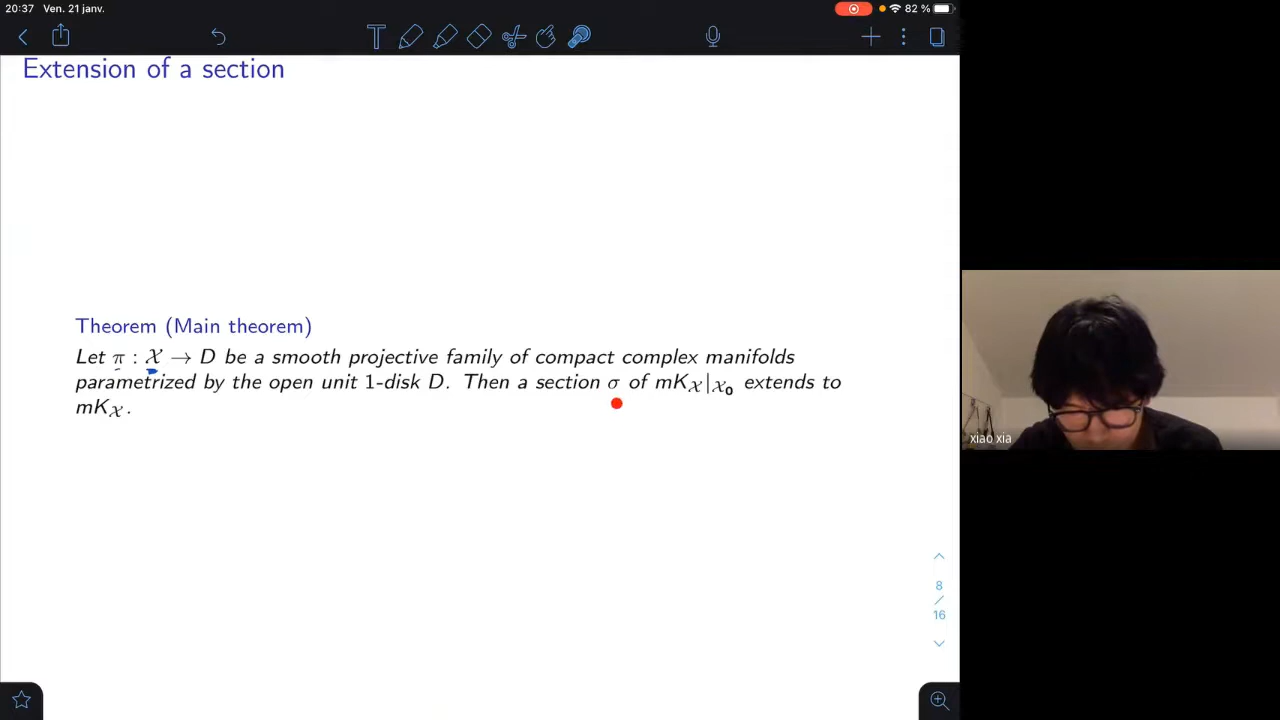 20:37 Ven. 21 janv. 82 %
Extension of a section
Theorem (Main theorem)
Let π : 𝒳 → D be a smooth projective family of compact complex manifolds
parametrized by the open unit 1-disk D. Then a section σ of mK𝒳|𝒳₀ extends to
mK𝒳.
xiao xia
8
/
16